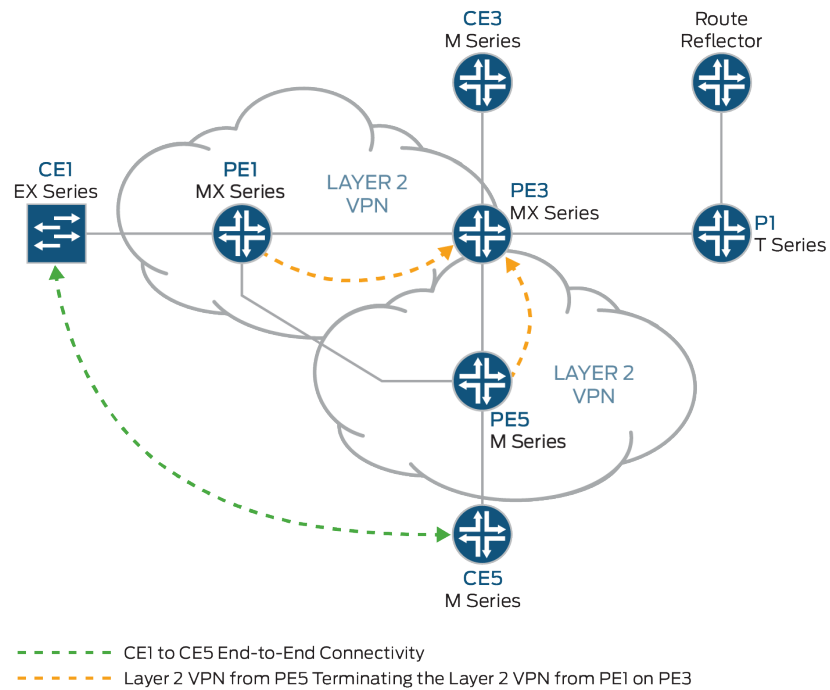 CE3
M Series
Route
Reflector
CE1
EX Series
PE1
MX Series
LAYER 2
VPN
PE3
MX Series
P1
T Series
LAYER 2
VPN
PE5
M Series
CE5
M Series
CE1 to CE5 End-to-End Connectivity
Layer 2 VPN from PE5 Terminating the Layer 2 VPN from PE1 on PE3